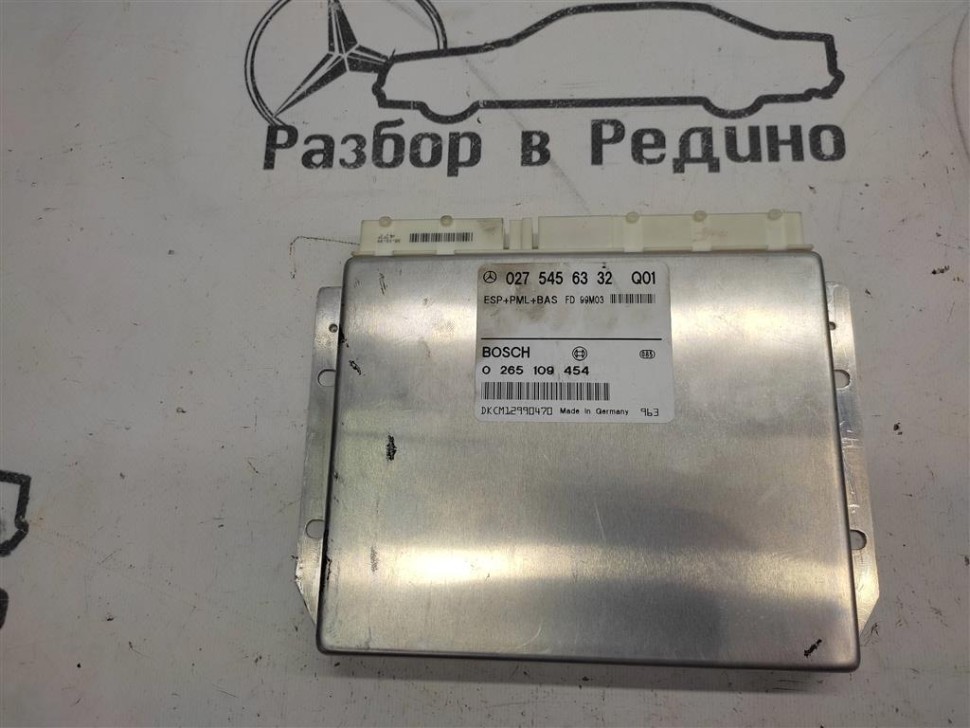 Разбор в Редино
027 545 63 32 Q01
ESP+PML+BAS FD 99M03
BOSCH
0 265 109 454
DKCM12990470 Made in Germany 963